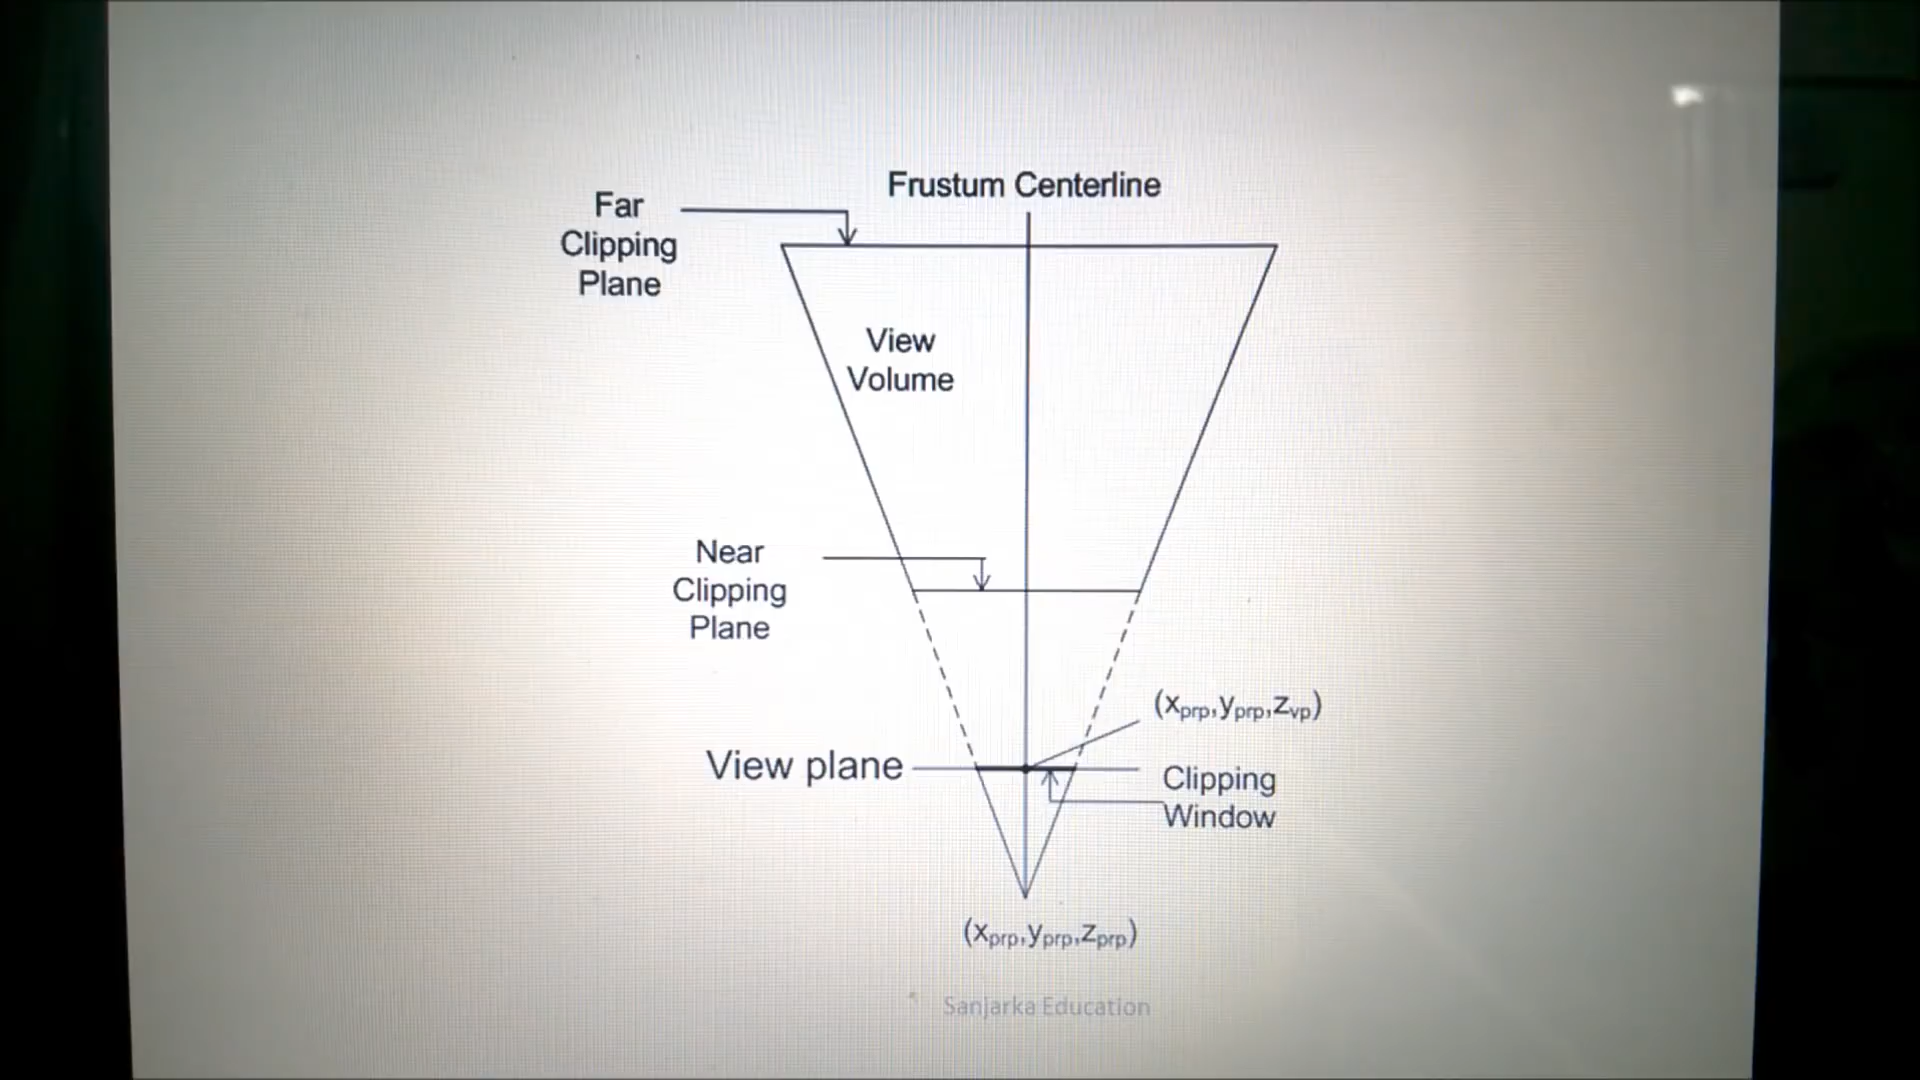 Frustum Centerline
Far
Clipping
Plane
View
Volume
Near
Clipping
Plane
(xprp,yprp,zvp)
View plane
Clipping
Window
(xprp,yprp,zprp)
Sanjarka Education